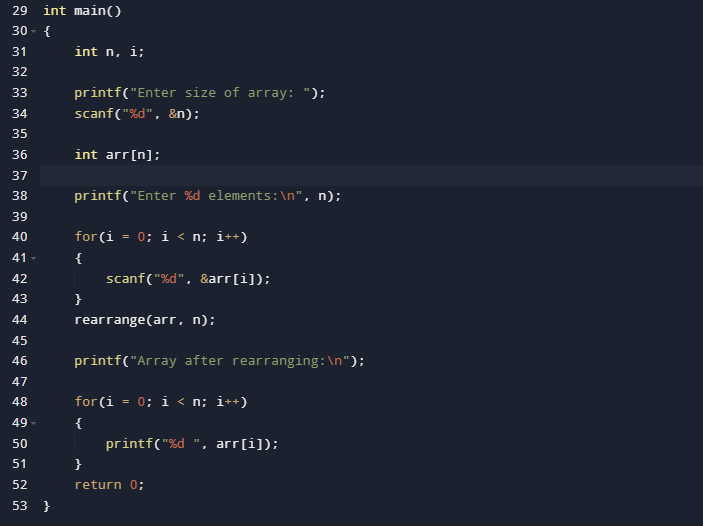 29 int main()
30 {
31     int n, i;
32
33     printf("Enter size of array: ");
34     scanf("%d", &n);
35
36     int arr[n];
37
38     printf("Enter %d elements:\n", n);
39
40     for(i = 0; i < n; i++)
41     {
42         scanf("%d", &arr[i]);
43     }
44     rearrange(arr, n);
45
46     printf("Array after rearranging:\n");
47
48     for(i = 0; i < n; i++)
49     {
50         printf("%d ", arr[i]);
51     }
52     return 0;
53 }